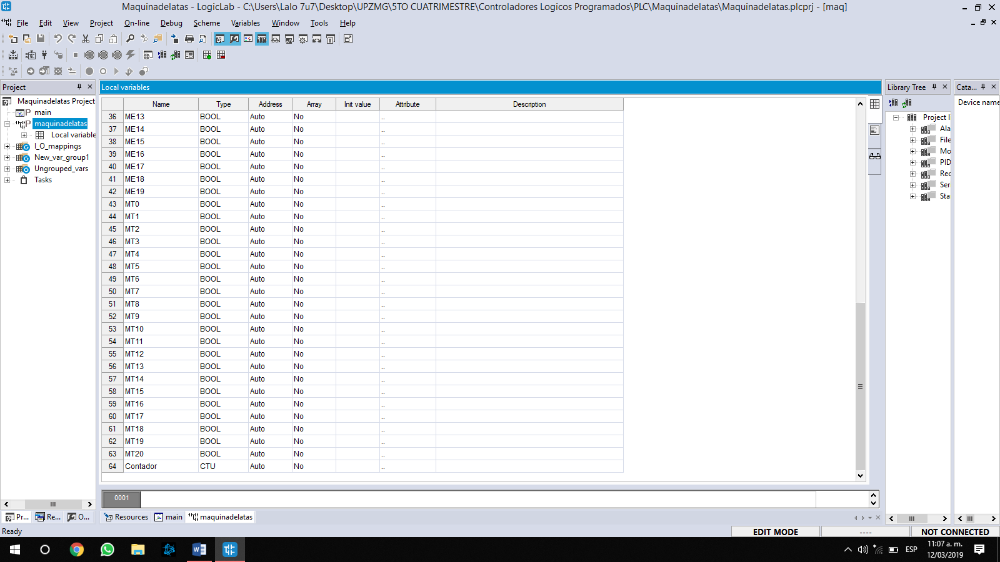 Maquinadelatas - LogicLab - C:\Users\Lalo 7u7\Desktop\UPZMG\5TO CUATRIMESTRE\Controladores Logicos Programados\PLC\Maquinadelatas\Maquinadelatas.plcprj - [maq]
File Edit View Project On-line Debug Scheme Variables Window Tools Help
Project
Maquinadelatas Project
main
maquinadelatas
Local variable
I_O_mappings
New_var_group1
Ungrouped_vars
Tasks
Local variables
Name Type Address Array Init value Attribute Description
36 ME13 BOOL Auto No ..
37 ME14 BOOL Auto No ..
38 ME15 BOOL Auto No ..
39 ME16 BOOL Auto No ..
40 ME17 BOOL Auto No ..
41 ME18 BOOL Auto No ..
42 ME19 BOOL Auto No ..
43 MT0 BOOL Auto No ..
44 MT1 BOOL Auto No ..
45 MT2 BOOL Auto No ..
46 MT3 BOOL Auto No ..
47 MT4 BOOL Auto No ..
48 MT5 BOOL Auto No ..
49 MT6 BOOL Auto No ..
50 MT7 BOOL Auto No ..
51 MT8 BOOL Auto No ..
52 MT9 BOOL Auto No ..
53 MT10 BOOL Auto No ..
54 MT11 BOOL Auto No ..
55 MT12 BOOL Auto No ..
56 MT13 BOOL Auto No ..
57 MT14 BOOL Auto No ..
58 MT15 BOOL Auto No ..
59 MT16 BOOL Auto No ..
60 MT17 BOOL Auto No ..
61 MT18 BOOL Auto No ..
62 MT19 BOOL Auto No ..
63 MT20 BOOL Auto No ..
64 Contador CTU Auto No ..
0001
Library Tree
Project l
Ala
File
Mo
PID
Rec
Ser
Sta
Cata...
Device name
Pr... Re... O...
Resources main maquinadelatas
Ready
EDIT MODE ---- NOT CONNECTED
ESP
11:07 a. m.
12/03/2019